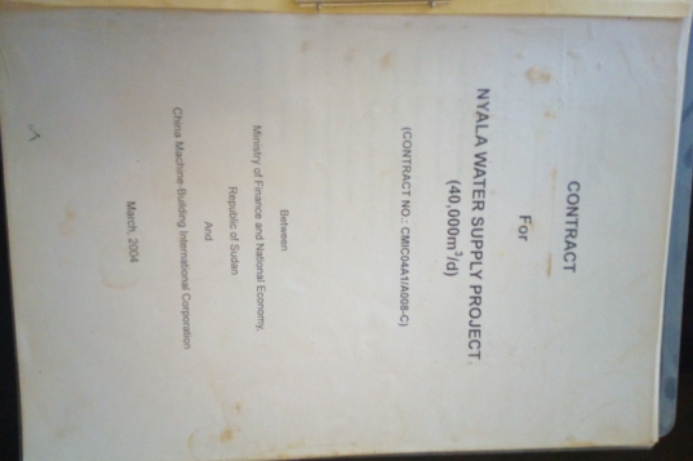 CONTRACT
For
NYALA WATER SUPPLY PROJECT
(40,000m³/d)
(CONTRACT NO.: CMIC04A1/A008-C)
Between
Ministry of Finance and National Economy,
Republic of Sudan
And
China Machine-Building International Corporation
March, 2004